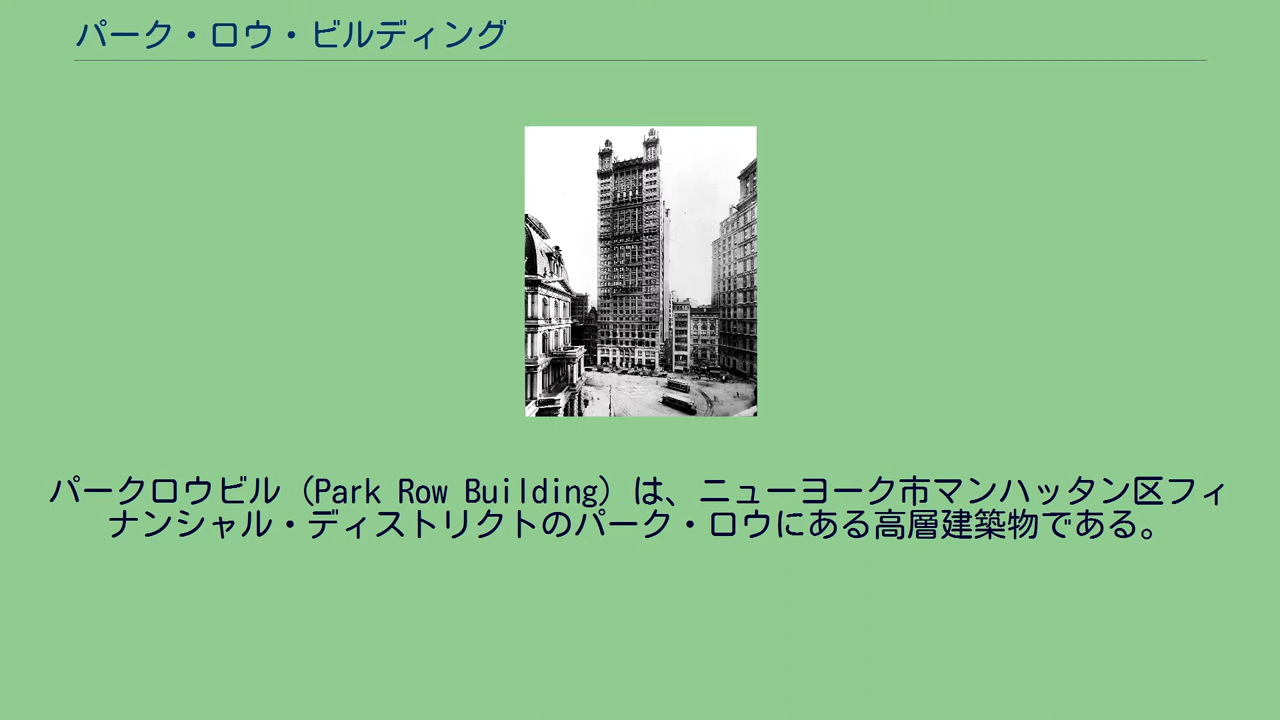 パーク・ロウ・ビルディング
パークロウビル（Park Row Building）は、ニューヨーク市マンハッタン区フィ
ナンシャル・ディストリクトのパーク・ロウにある高層建築物である。